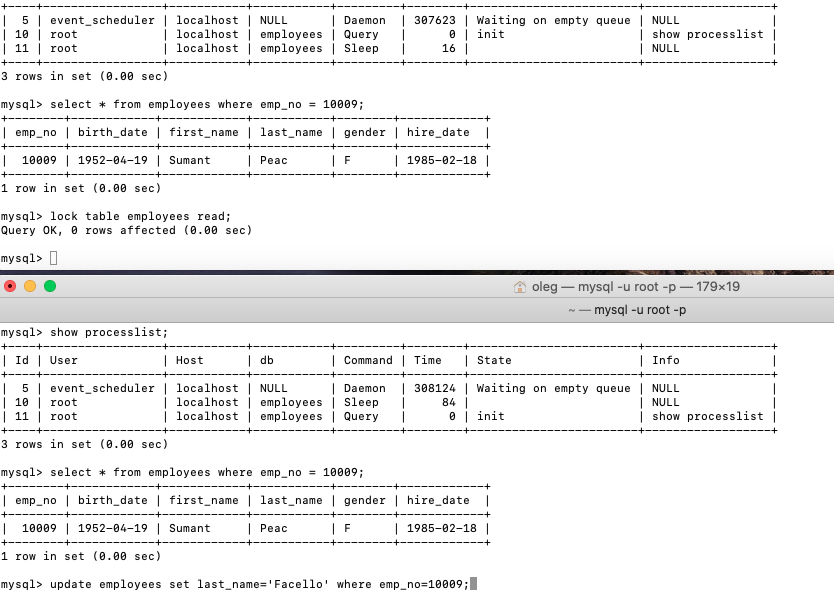 +----+-----------------+-----------+-----------+---------+--------+------------------------+------------------+
|  5 | event_scheduler | localhost | NULL      | Daemon  | 307623 | Waiting on empty queue | NULL             |
| 10 | root            | localhost | employees | Query   |      0 | init                   | show processlist |
| 11 | root            | localhost | employees | Sleep   |     16 |                        | NULL             |
+----+-----------------+-----------+-----------+---------+--------+------------------------+------------------+
3 rows in set (0.00 sec)
mysql> select * from employees where emp_no = 10009;
+--------+------------+------------+-----------+--------+------------+
| emp_no | birth_date | first_name | last_name | gender | hire_date  |
+--------+------------+------------+-----------+--------+------------+
|  10009 | 1952-04-19 | Sumant     | Peac      | F      | 1985-02-18 |
+--------+------------+------------+-----------+--------+------------+
1 row in set (0.00 sec)
mysql> lock table employees read;
Query OK, 0 rows affected (0.00 sec)
mysql>
oleg — mysql -u root -p — 179×19
~ — mysql -u root -p
mysql> show processlist;
+----+-----------------+-----------+-----------+---------+--------+------------------------+------------------+
| Id | User            | Host      | db        | Command | Time   | State                  | Info             |
+----+-----------------+-----------+-----------+---------+--------+------------------------+------------------+
|  5 | event_scheduler | localhost | NULL      | Daemon  | 308124 | Waiting on empty queue | NULL             |
| 10 | root            | localhost | employees | Sleep   |     84 |                        | NULL             |
| 11 | root            | localhost | employees | Query   |      0 | init                   | show processlist |
+----+-----------------+-----------+-----------+---------+--------+------------------------+------------------+
3 rows in set (0.00 sec)
mysql> select * from employees where emp_no = 10009;
+--------+------------+------------+-----------+--------+------------+
| emp_no | birth_date | first_name | last_name | gender | hire_date  |
+--------+------------+------------+-----------+--------+------------+
|  10009 | 1952-04-19 | Sumant     | Peac      | F      | 1985-02-18 |
+--------+------------+------------+-----------+--------+------------+
1 row in set (0.00 sec)
mysql> update employees set last_name='Facello' where emp_no=10009;